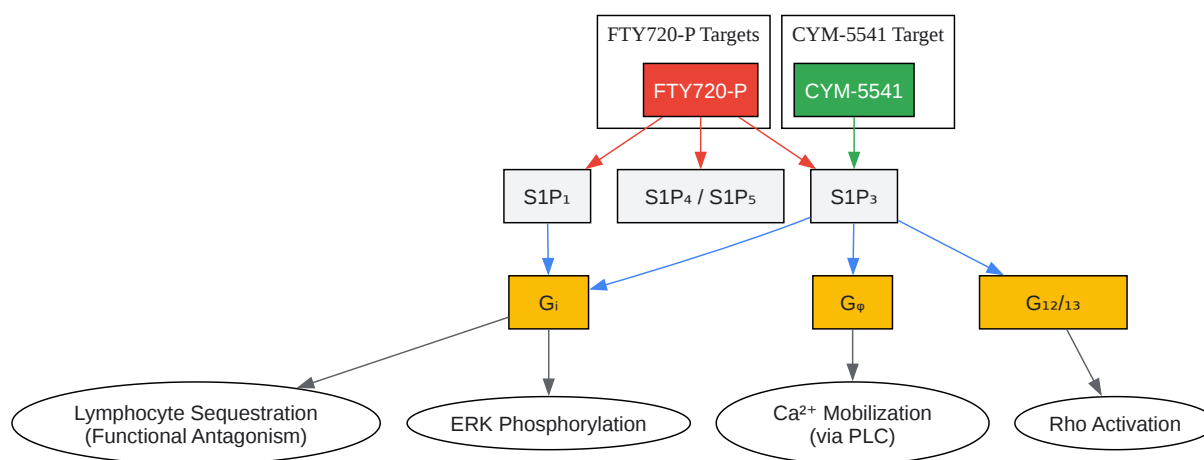 FTY720-P Targets
CYM-5541 Target
FTY720-P
CYM-5541
S1P₁
S1P₄ / S1P₅
S1P₃
Gᵢ
Gᵩ
G₁₂/₁₃
Lymphocyte Sequestration
(Functional Antagonism)
ERK Phosphorylation
Ca²⁺ Mobilization
(via PLC)
Rho Activation